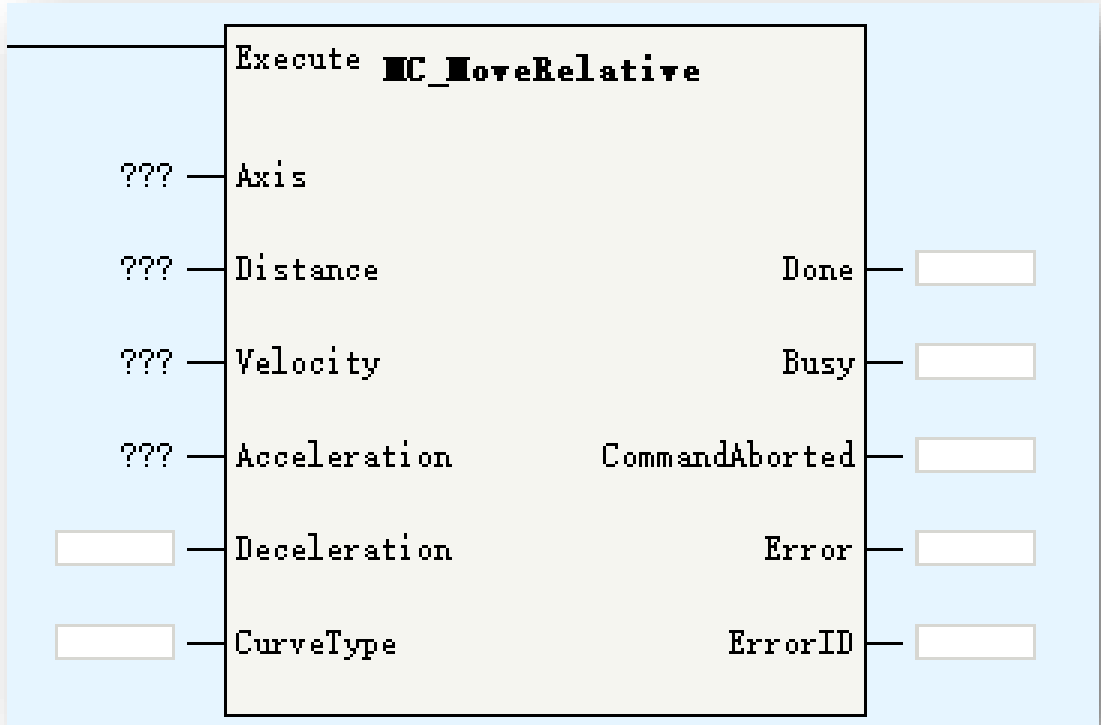 Execute MC_MoveRelative
??? Axis
??? Distance Done
??? Velocity Busy
??? Acceleration CommandAborted
Deceleration Error
CurveType ErrorID